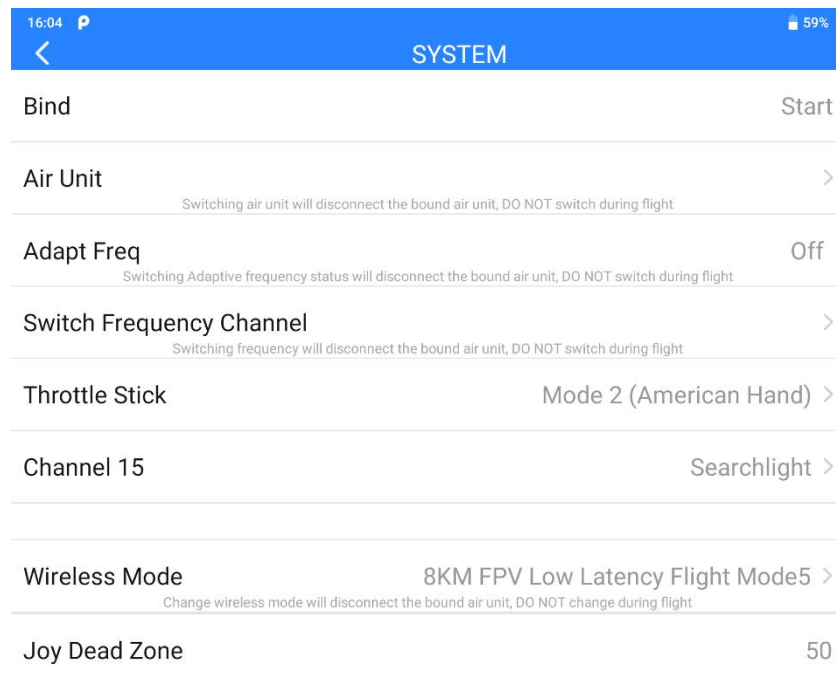 16:04 59%
SYSTEM
Bind Start
Air Unit
Switching air unit will disconnect the bound air unit, DO NOT switch during flight
Adapt Freq Off
Switching Adaptive frequency status will disconnect the bound air unit, DO NOT switch during flight
Switch Frequency Channel
Switching frequency will disconnect the bound air unit, DO NOT switch during flight
Throttle Stick Mode 2 (American Hand)
Channel 15 Searchlight
Wireless Mode 8KM FPV Low Latency Flight Mode5
Change wireless mode will disconnect the bound air unit, DO NOT change during flight
Joy Dead Zone 50